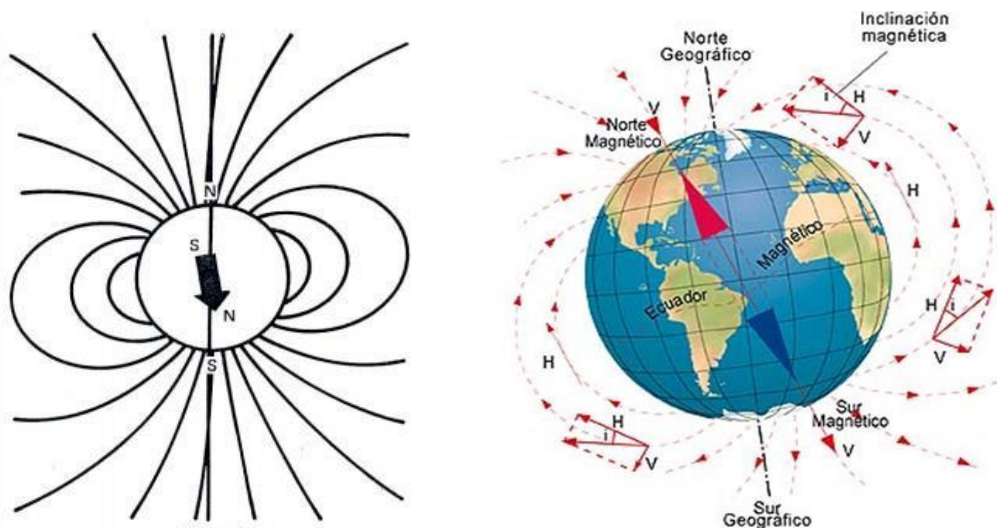 N
S
N
S
Inclinación
magnética
Norte
Geográfico
V
Norte
Magnético
i
H
V
H
Magnético
Ecuador
H
i
V
H
H
i
V
Sur
Magnético
V
Sur
Geográfico